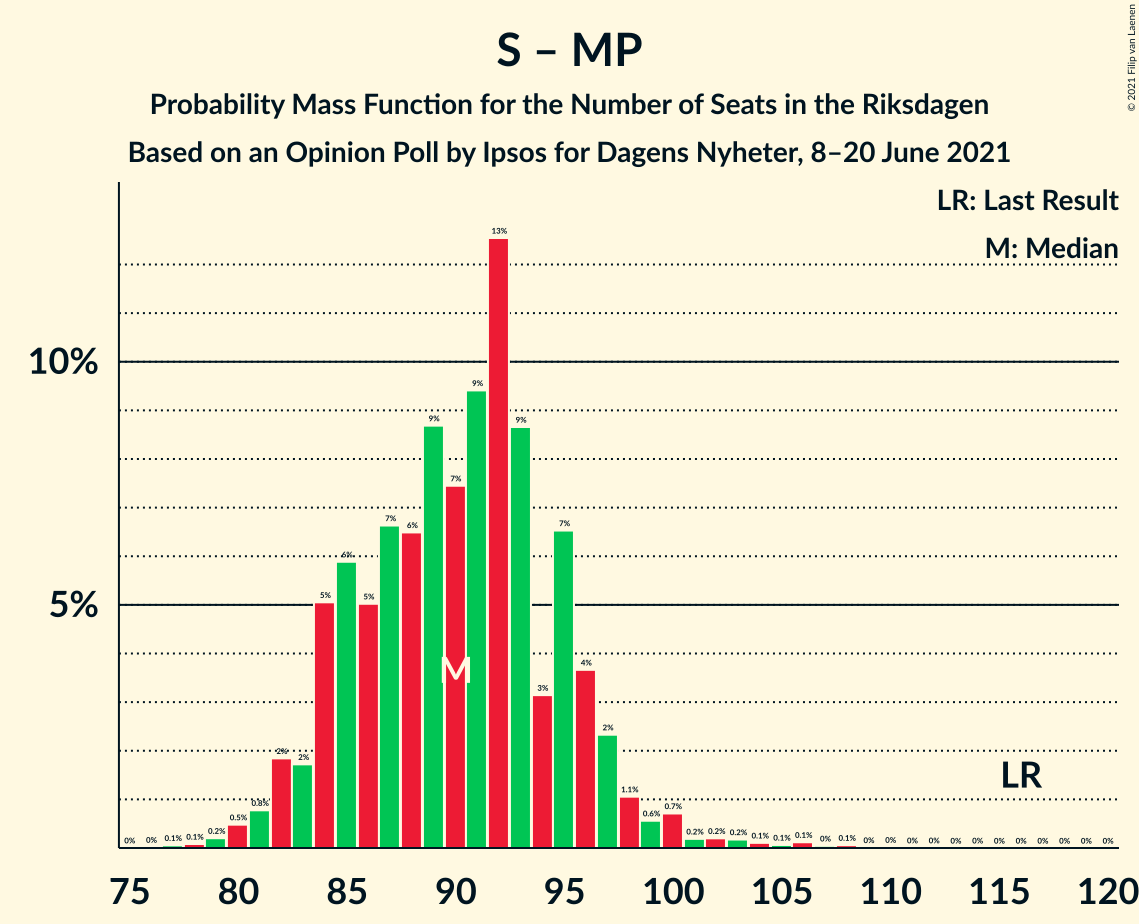 © 2021 Filip van Laenen
S – MP
Probability Mass Function for the Number of Seats in the Riksdagen
Based on an Opinion Poll by Ipsos for Dagens Nyheter, 8–20 June 2021
LR: Last Result
M: Median
10%
5%
0% 0% 0.1% 0.1% 0.2% 0.5% 0.8% 2% 2% 5% 6% 5% 7% 6% 9% 7% 9% 13% 9% 3% 7% 4% 2% 1.1% 0.6% 0.7% 0.2% 0.2% 0.2% 0.1% 0.1% 0.1% 0% 0.1% 0% 0% 0% 0% 0% 0% 0% 0% 0% 0% 0% 0%
M
LR
75 80 85 90 95 100 105 110 115 120